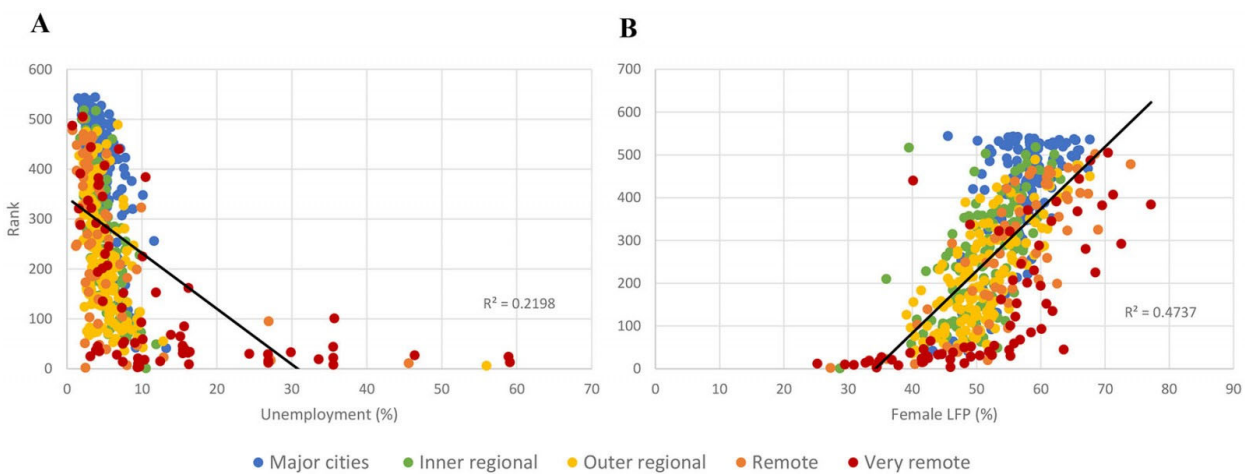 A
B
600
500
400
300
200
100
0
Rank
0 10 20 30 40 50 60 70
Unemployment (%)
R² = 0.2198
700
600
500
400
300
200
100
0
0 10 20 30 40 50 60 70 80 90
Female LFP (%)
R² = 0.4737
Major cities Inner regional Outer regional Remote Very remote